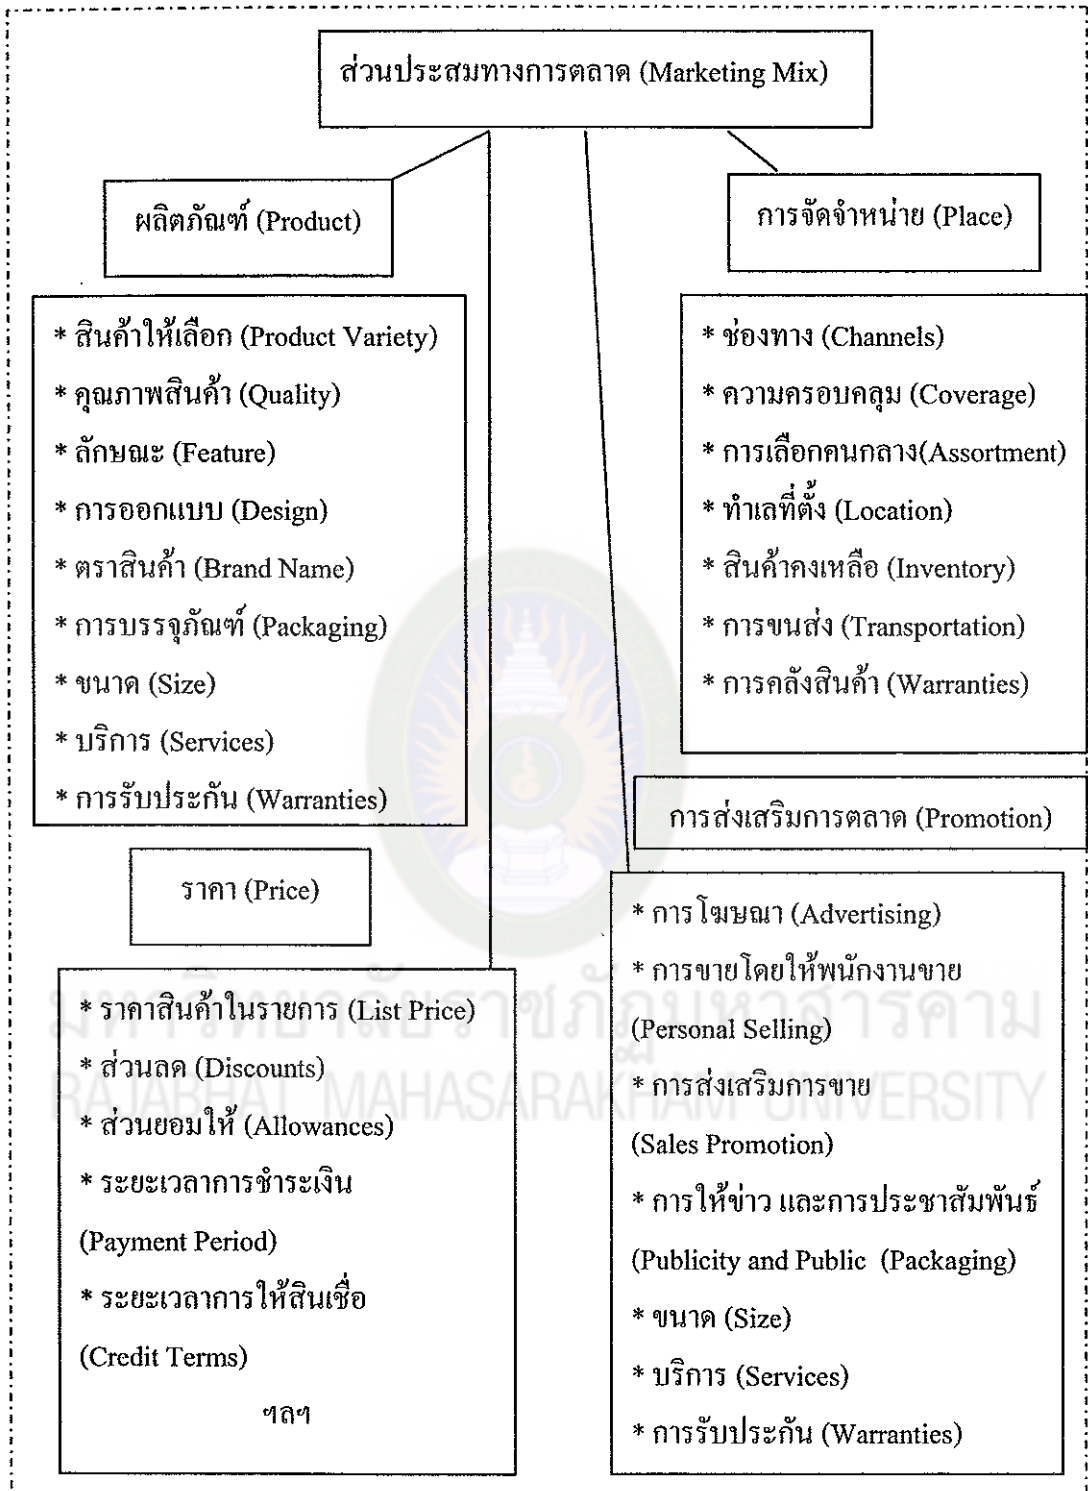 ส่วนประสมทางการตลาด (Marketing Mix)
ผลิตภัณฑ์ (Product)
* สินค้าให้เลือก (Product Variety)
* คุณภาพสินค้า (Quality)
* ลักษณะ (Feature)
* การออกแบบ (Design)
* ตราสินค้า (Brand Name)
* การบรรจุภัณฑ์ (Packaging)
* ขนาด (Size)
* บริการ (Services)
* การรับประกัน (Warranties)
การจัดจำหน่าย (Place)
* ช่องทาง (Channels)
* ความครอบคลุม (Coverage)
* การเลือกคนกลาง(Assortment)
* ทำเลที่ตั้ง (Location)
* สินค้าคงเหลือ (Inventory)
* การขนส่ง (Transportation)
* การคลังสินค้า (Warranties)
ราคา (Price)
* ราคาสินค้าในรายการ (List Price)
* ส่วนลด (Discounts)
* ส่วนยอมให้ (Allowances)
* ระยะเวลาการชำระเงิน
(Payment Period)
* ระยะเวลาการให้สินเชื่อ
(Credit Terms)
ฯลฯ
การส่งเสริมการตลาด (Promotion)
* การโฆษณา (Advertising)
* การขายโดยให้พนักงานขาย
(Personal Selling)
* การส่งเสริมการขาย
(Sales Promotion)
* การให้ข่าว และการประชาสัมพันธ์
(Publicity and Public (Packaging)
* ขนาด (Size)
* บริการ (Services)
* การรับประกัน (Warranties)
มหาวิทยาลัยราชภัฏมหาสารคาม
RAJABHAT MAHASARAKHAM UNIVERSITY